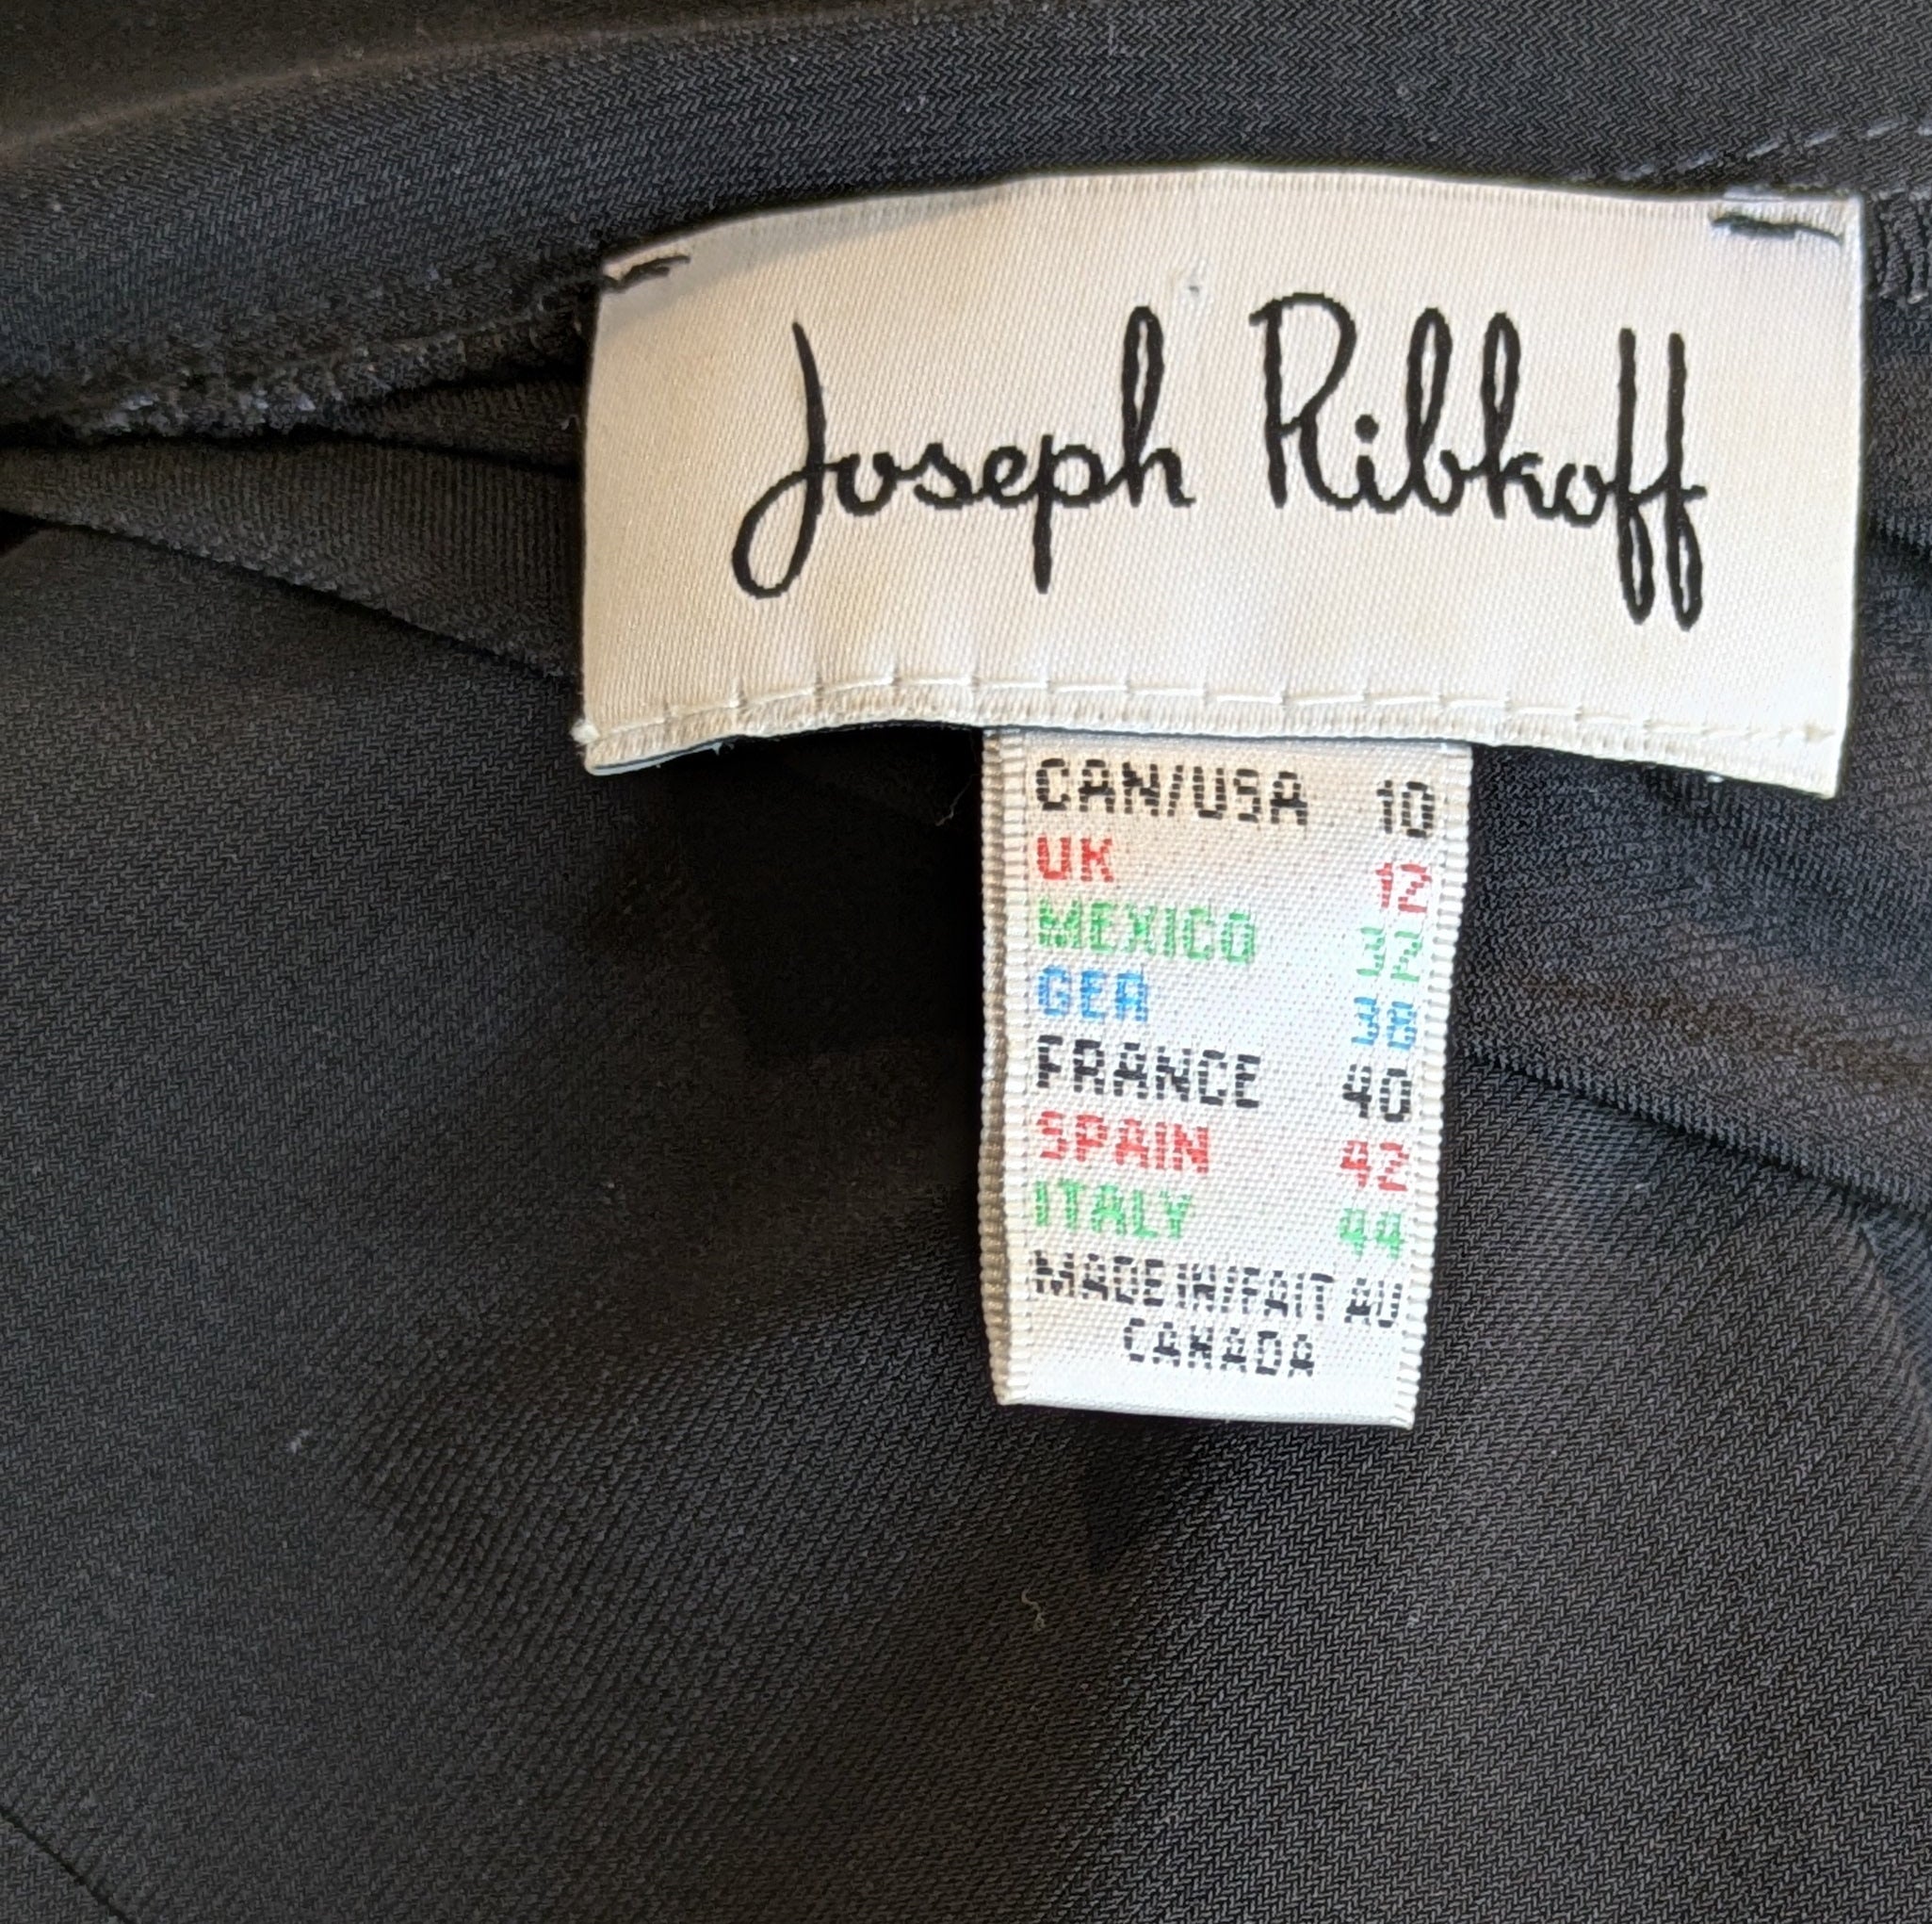 Joseph Ribkoff
CAN/USA 10
UK 12
MEXICO 32
GER 38
FRANCE 40
SPAIN 42
ITALY 44
MADE IN/FAIT AU
CANADA